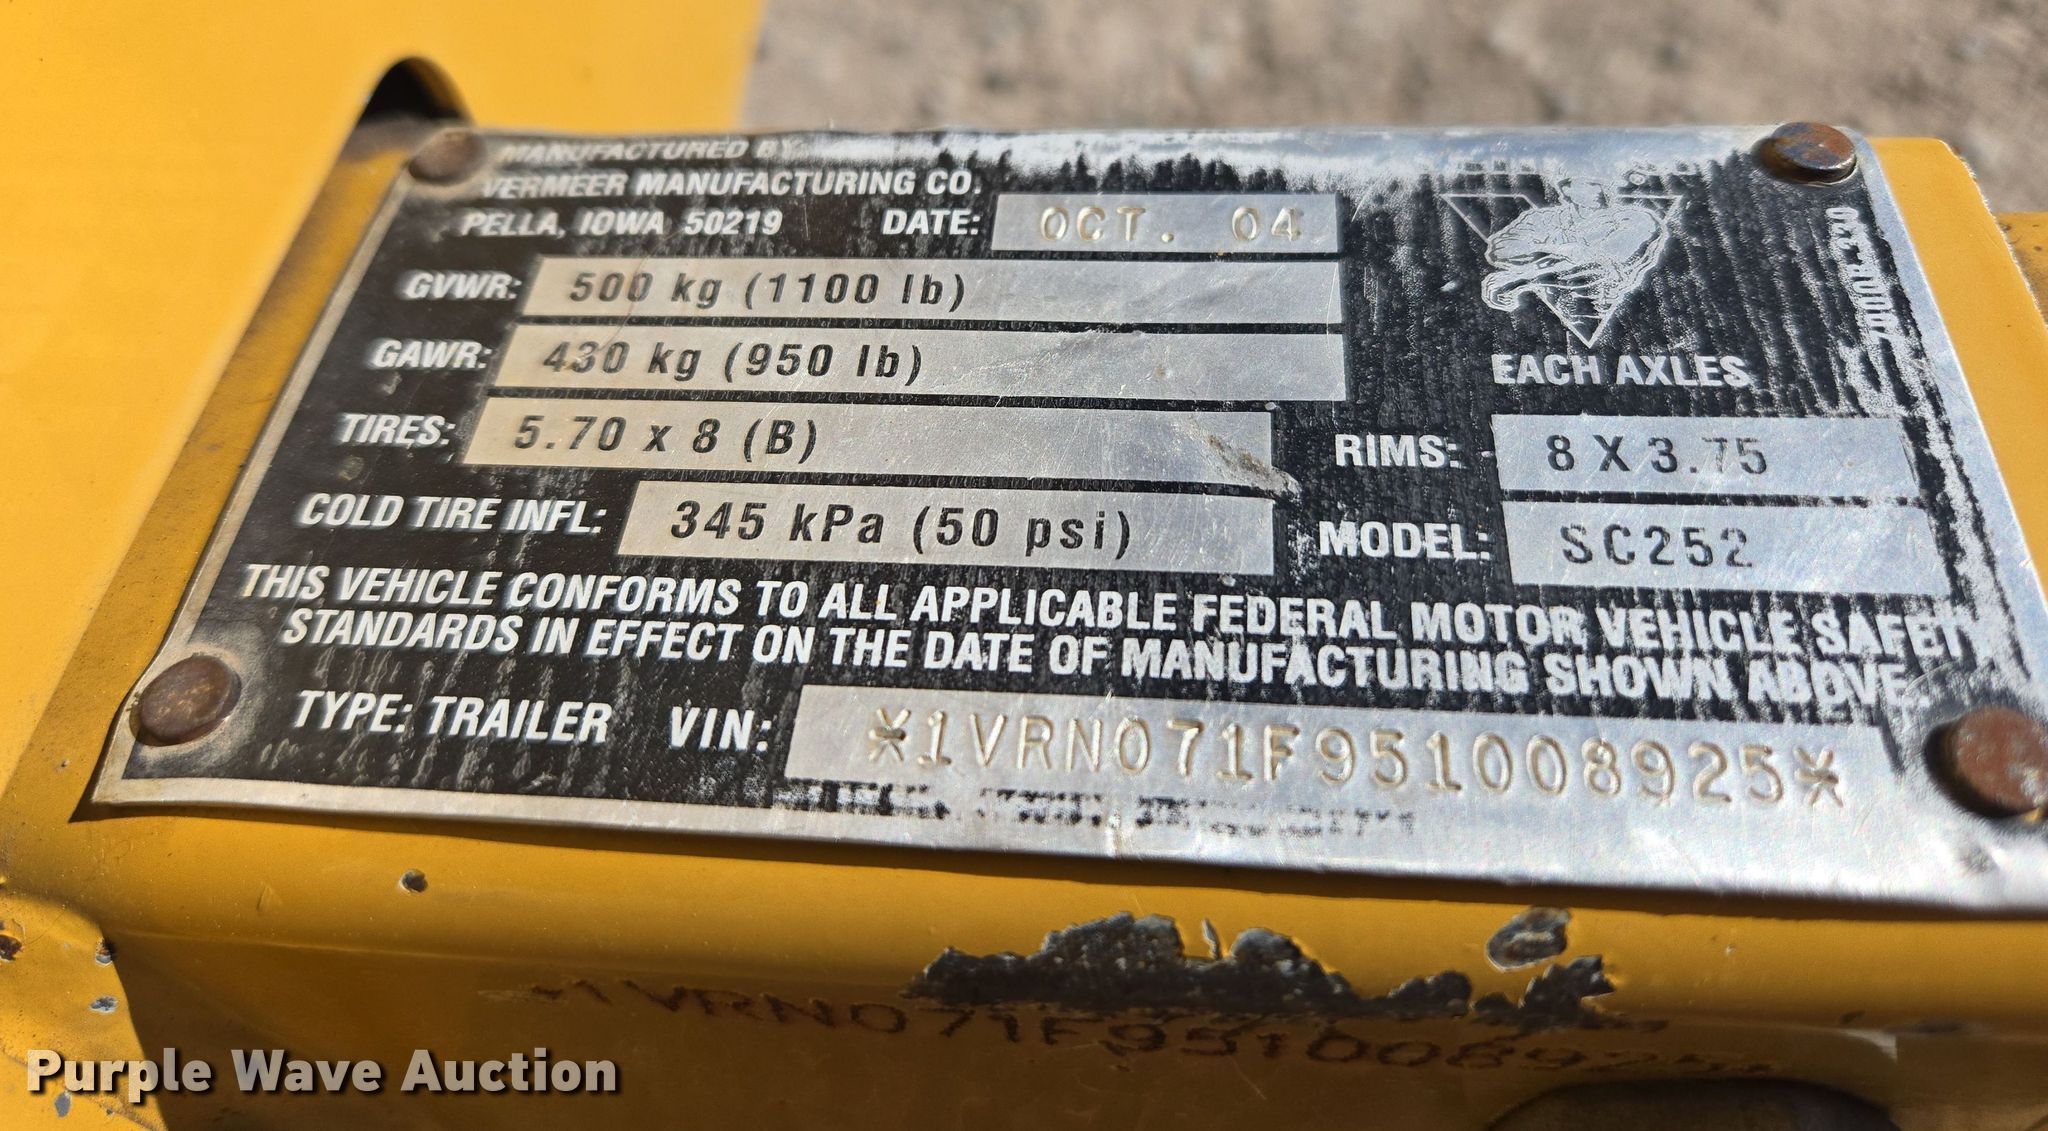 MANUFACTURED BY
VERMEER MANUFACTURING CO.
PELLA, IOWA 50219 DATE: OCT. 04
GVWR: 500 kg (1100 lb)
GAWR: 430 kg (950 lb) EACH AXLES
TIRES: 5.70 x 8 (B) RIMS: 8 X 3.75
COLD TIRE INFL: 345 kPa (50 psi) MODEL: SC252
THIS VEHICLE CONFORMS TO ALL APPLICABLE FEDERAL MOTOR VEHICLE SAFETY
STANDARDS IN EFFECT ON THE DATE OF MANUFACTURING SHOWN ABOVE.
TYPE: TRAILER VIN: *1VRN071F951008925*
1VRN071F951008925
Purple Wave Auction